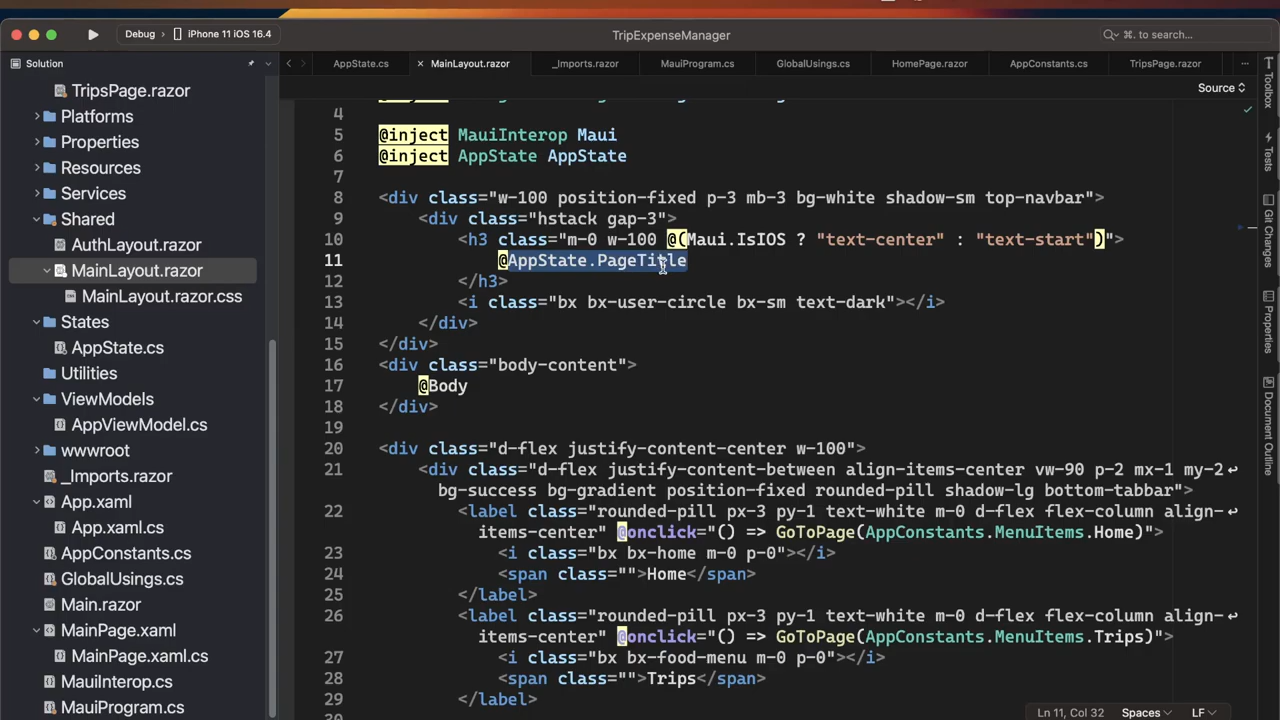 Debug
iPhone 11 iOS 16.4
TripExpenseManager
⌘. to search...
Solution
AppState.cs
MainLayout.razor
_Imports.razor
MauiProgram.cs
GlobalUsings.cs
HomePage.razor
AppConstants.cs
TripsPage.razor
Source
TripsPage.razor
Platforms
Properties
Resources
Services
Shared
AuthLayout.razor
MainLayout.razor
MainLayout.razor.css
States
AppState.cs
Utilities
ViewModels
AppViewModel.cs
wwwroot
_Imports.razor
App.xaml
App.xaml.cs
AppConstants.cs
GlobalUsings.cs
Main.razor
MainPage.xaml
MainPage.xaml.cs
MauiInterop.cs
MauiProgram.cs
4
5 @inject MauiInterop Maui
6 @inject AppState AppState
7
8 <div class="w-100 position-fixed p-3 mb-3 bg-white shadow-sm top-navbar">
9 <div class="hstack gap-3">
10 <h3 class="m-0 w-100 @(Maui.IsIOS ? "text-center" : "text-start")">
11 @AppState.PageTitle
12 </h3>
13 <i class="bx bx-user-circle bx-sm text-dark"></i>
14 </div>
15 </div>
16 <div class="body-content">
17 @Body
18 </div>
19
20 <div class="d-flex justify-content-center w-100">
21 <div class="d-flex justify-content-between align-items-center vw-90 p-2 mx-1 my-2
bg-success bg-gradient position-fixed rounded-pill shadow-lg bottom-tabbar">
22 <label class="rounded-pill px-3 py-1 text-white m-0 d-flex flex-column align-
items-center" @onclick="() => GoToPage(AppConstants.MenuItems.Home)">
23 <i class="bx bx-home m-0 p-0"></i>
24 <span class="">Home</span>
25 </label>
26 <label class="rounded-pill px-3 py-1 text-white m-0 d-flex flex-column align-
items-center" @onclick="() => GoToPage(AppConstants.MenuItems.Trips)">
27 <i class="bx bx-food-menu m-0 p-0"></i>
28 <span class="">Trips</span>
29 </label>
Toolbox
Tests
Git Changes
Properties
Document Outline
Ln 11, Col 32
Spaces
LF